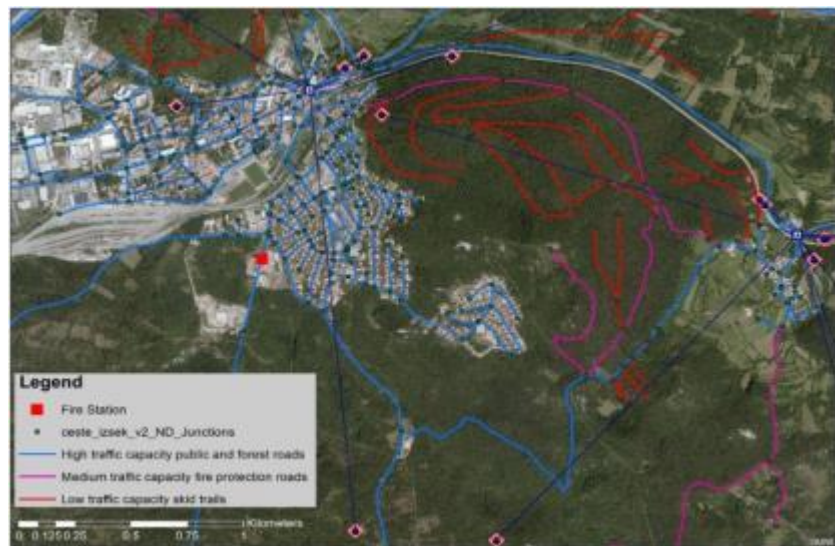 Legend
Fire Station
ceste_izsek_v2_ND_Junctions
High traffic capacity public and forest roads
Medium traffic capacity fire protection roads
Low traffic capacity skid trails
Kilometers
0 0.125 0.25 0.5 0.75 1